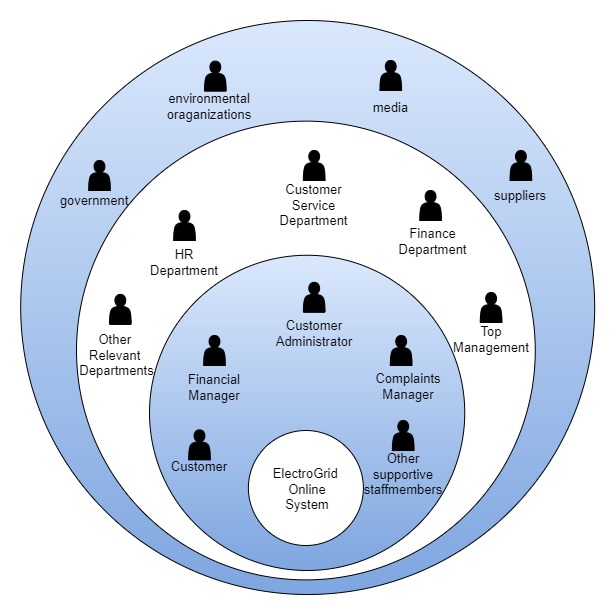 environmental
oraganizations
media
government
suppliers
Customer
Service
Department
Finance
Department
HR
Department
Other
Relevant
Departments
Top
Management
Customer
Administrator
Financial
Manager
Complaints
Manager
Customer
Other
supportive
staffmembers
ElectroGrid
Online
System